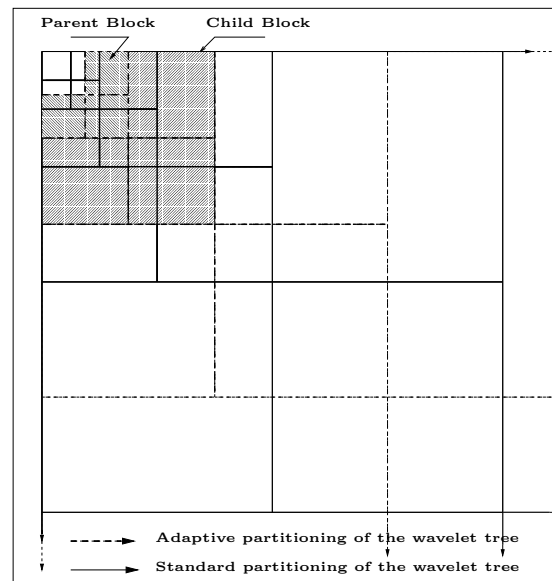 Parent Block
Child Block
Adaptive partitioning of the wavelet tree
Standard partitioning of the wavelet tree